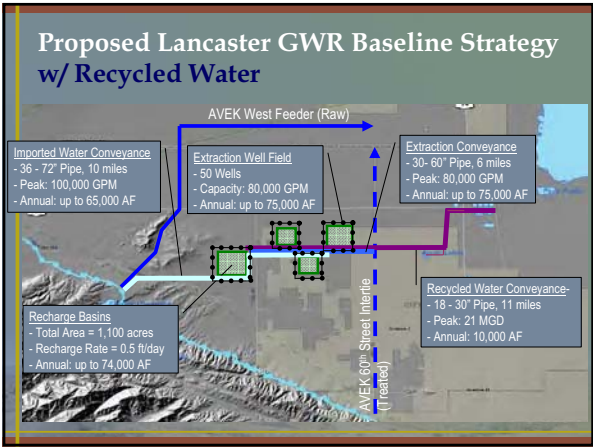 Proposed Lancaster GWR Baseline Strategy
w/ Recycled Water
AVEK West Feeder (Raw)
Imported Water Conveyance
- 36 - 72" Pipe, 10 miles
- Peak: 100,000 GPM
- Annual: up to 65,000 AF
Extraction Well Field
- 50 Wells
- Capacity: 80,000 GPM
- Annual: up to 75,000 AF
Extraction Conveyance
- 30- 60" Pipe, 6 miles
- Peak: 80,000 GPM
- Annual: up to 75,000 AF
Recharge Basins
- Total Area = 1,100 acres
- Recharge Rate = 0.5 ft/day
- Annual: up to 74,000 AF
Recycled Water Conveyance-
- 18 - 30" Pipe, 11 miles
- Peak: 21 MGD
- Annual: 10,000 AF
AVEK 60th Street Intertie
(Treated)